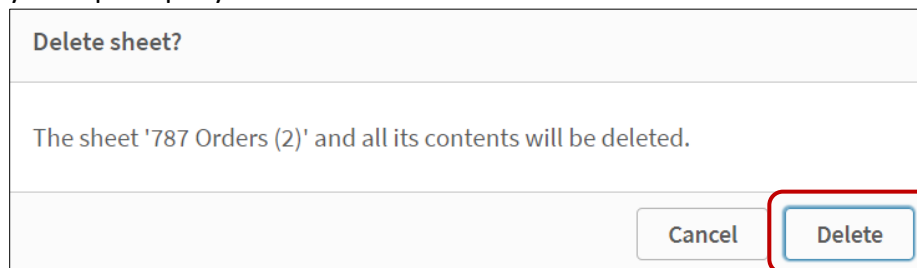 Delete sheet?
The sheet '787 Orders (2)' and all its contents will be deleted.
Cancel Delete